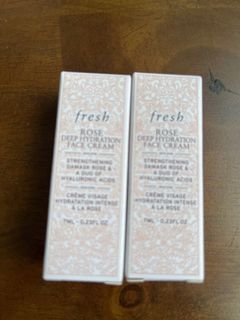 fresh
ROSE
DEEP HYDRATION
FACE CREAM
STRENGTHENING
DAMASK ROSE &
A DUO OF
HYALURONIC ACIDS
CRÈME VISAGE
HYDRATATION INTENSE
À LA ROSE
7ML - 0.23FL OZ
fresh
ROSE
DEEP HYDRATION
FACE CREAM
STRENGTHENING
DAMASK ROSE &
A DUO OF
HYALURONIC ACIDS
CRÈME VISAGE
HYDRATATION INTENSE
À LA ROSE
7ML - 0.23FL OZ